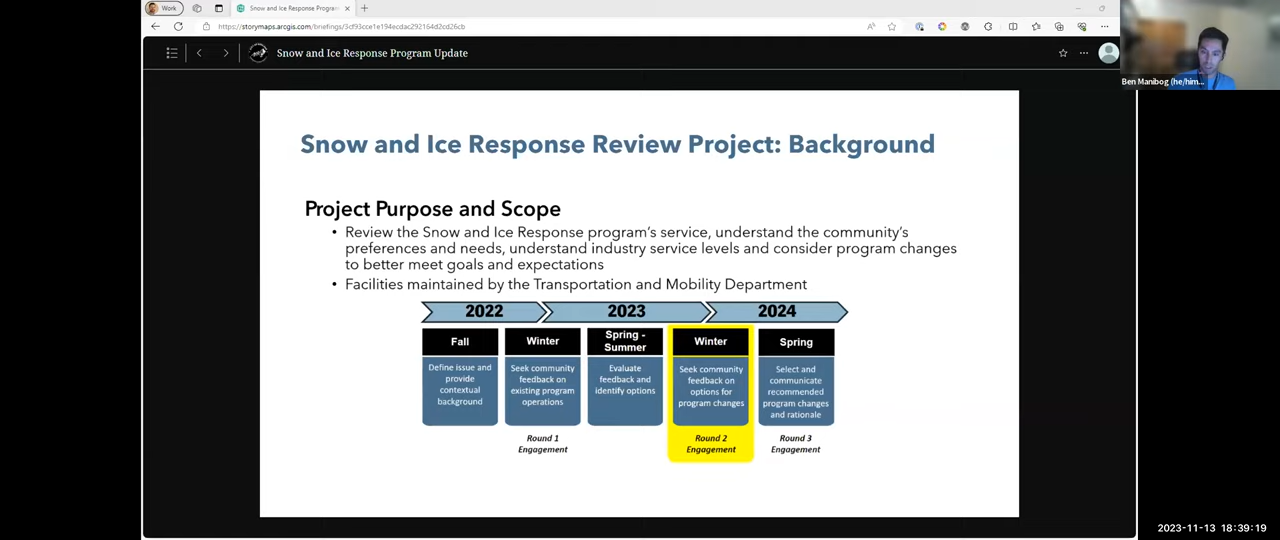 Work
Snow and Ice Response Program
https://storymaps.arcgis.com/briefings/3cf93cce1e194ecdac292164d2cd26cb
Snow and Ice Response Program Update
Ben Manibog (he/him...
Snow and Ice Response Review Project: Background
Project Purpose and Scope
• Review the Snow and Ice Response program's service, understand the community's
preferences and needs, understand industry service levels and consider program changes
to better meet goals and expectations
• Facilities maintained by the Transportation and Mobility Department
2022 2023 2024
Fall
Define issue and
provide
contextual
background
Winter
Seek community
feedback on
existing program
operations
Round 1
Engagement
Spring -
Summer
Evaluate
feedback and
identify options
Winter
Seek community
feedback on
options for
program changes
Round 2
Engagement
Spring
Select and
communicate
recommended
program changes
and rationale
Round 3
Engagement
2023-11-13 18:39:19